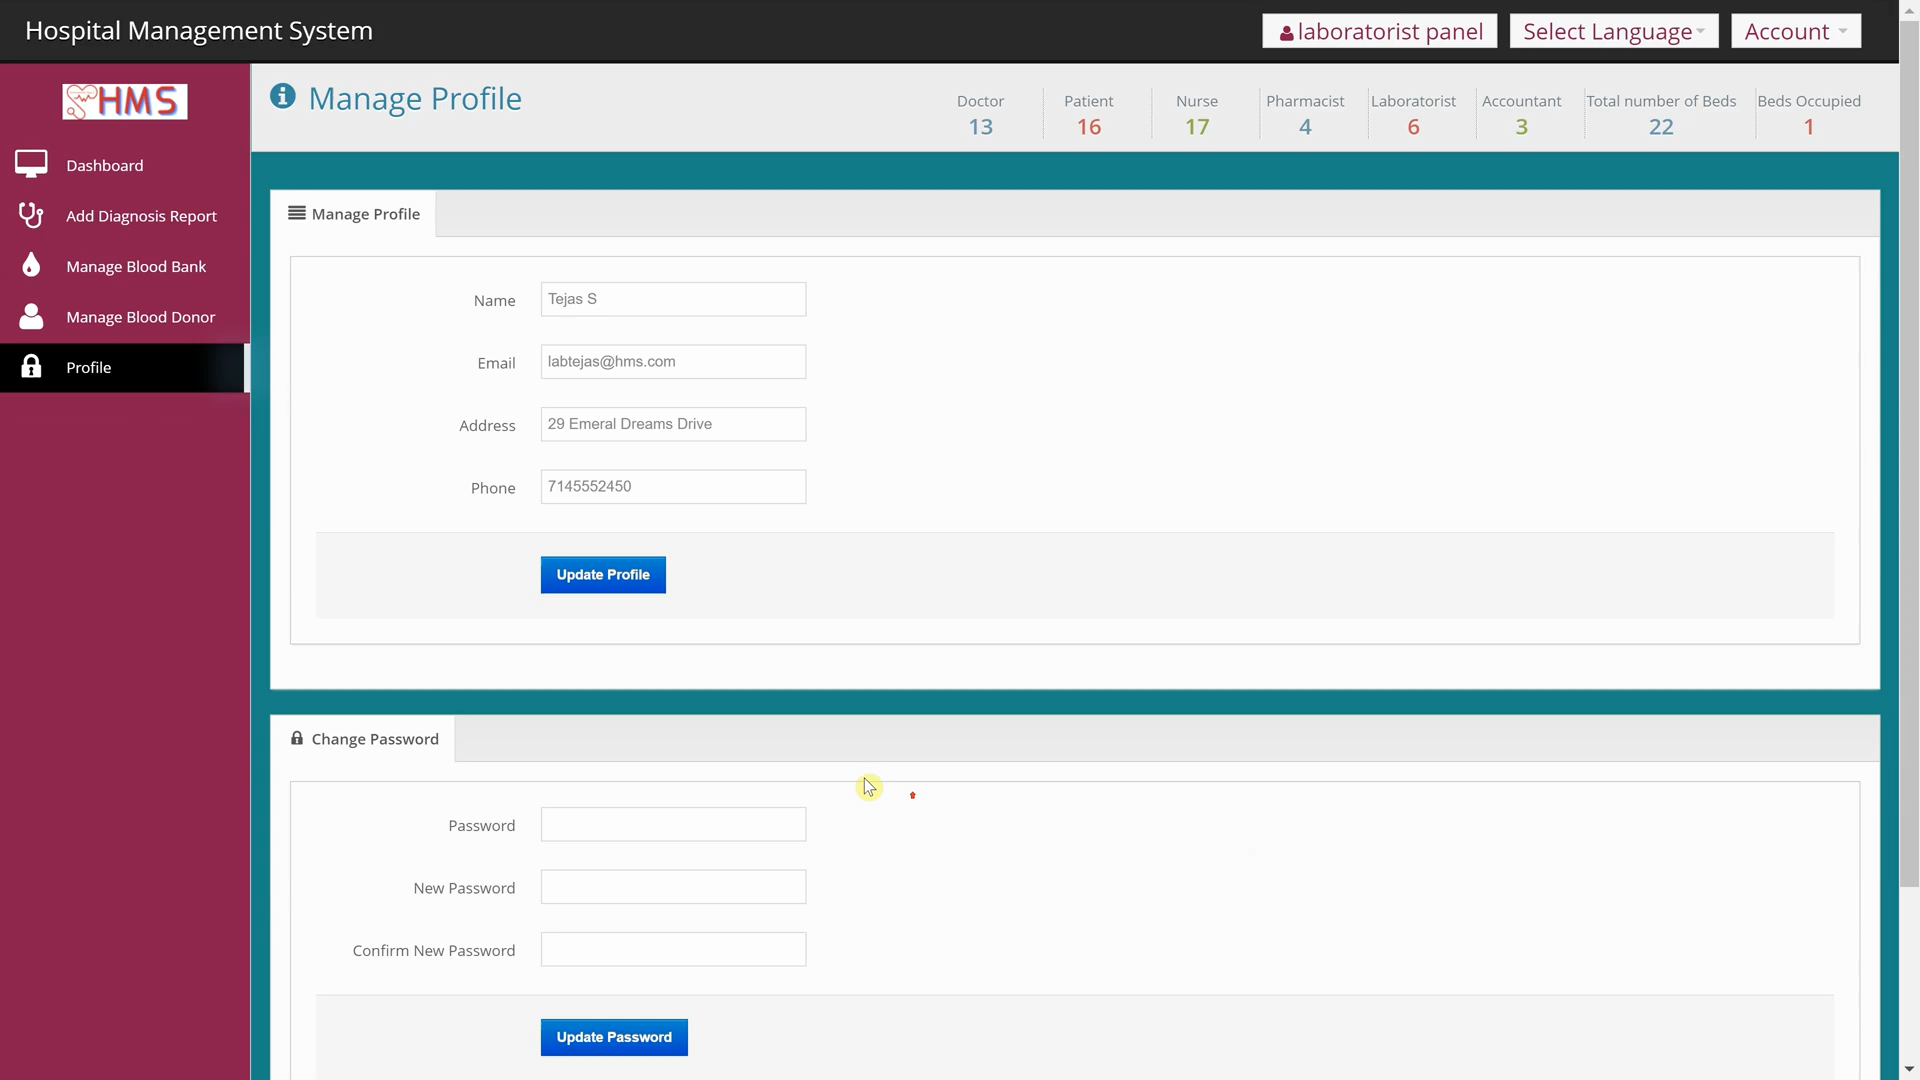 Hospital Management System
laboratorist panel
Select Language
Account
HMS
Dashboard
Add Diagnosis Report
Manage Blood Bank
Manage Blood Donor
Profile
Manage Profile
Doctor
13
Patient
16
Nurse
17
Pharmacist
4
Laboratorist
6
Accountant
3
Total number of Beds
22
Beds Occupied
1
Manage Profile
Name
Tejas S
Email
labtejas@hms.com
Address
29 Emeral Dreams Drive
Phone
7145552450
Update Profile
Change Password
Password
New Password
Confirm New Password
Update Password